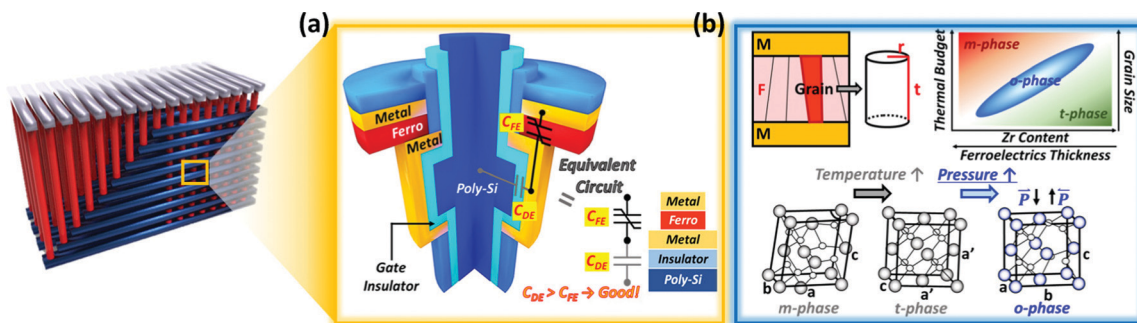 (a)
Metal
Ferro
Metal
C_FE
Poly-Si
C_DE
Gate
Insulator
=
Equivalent
Circuit
C_FE
C_DE
Metal
Ferro
Metal
Insulator
Poly-Si
C_DE > C_FE → Good!
(b)
M
F
Grain
M
r
t
Thermal Budget
m-phase
o-phase
t-phase
Grain Size
Zr Content
Ferroelectrics Thickness
Temperature ↑
Pressure ↑
P⃗ ↓ ↑ P⃗
b a c
m-phase
c a' a'
t-phase
a b c
o-phase